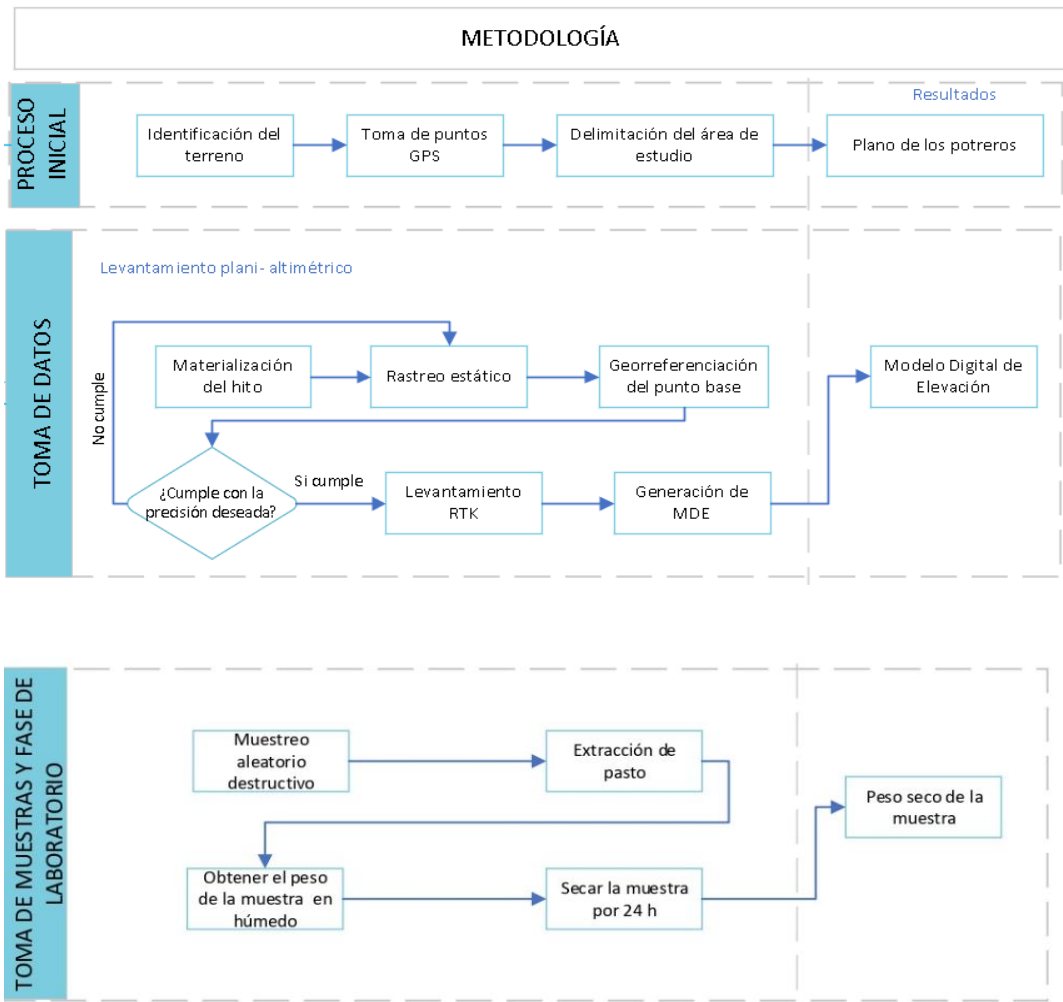 METODOLOGÍA
PROCESO
INICIAL
Resultados
Identificación del
terreno
Toma de puntos
GPS
Delimitación del área de
estudio
Plano de los potreros
TOMA DE DATOS
Levantamiento plani- altimétrico
No cumple
Materialización
del hito
Rastreo estático
Georreferenciación
del punto base
Modelo Digital de
Elevación
¿Cumple con la
precisión deseada?
Si cumple
Levantamiento
RTK
Generación de
MDE
TOMA DE MUESTRAS Y FASE DE
LABORATORIO
Muestreo
aleatorio
destructivo
Extracción de
pasto
Obtener el peso
de la muestra en
húmedo
Secar la muestra
por 24 h
Peso seco de la
muestra